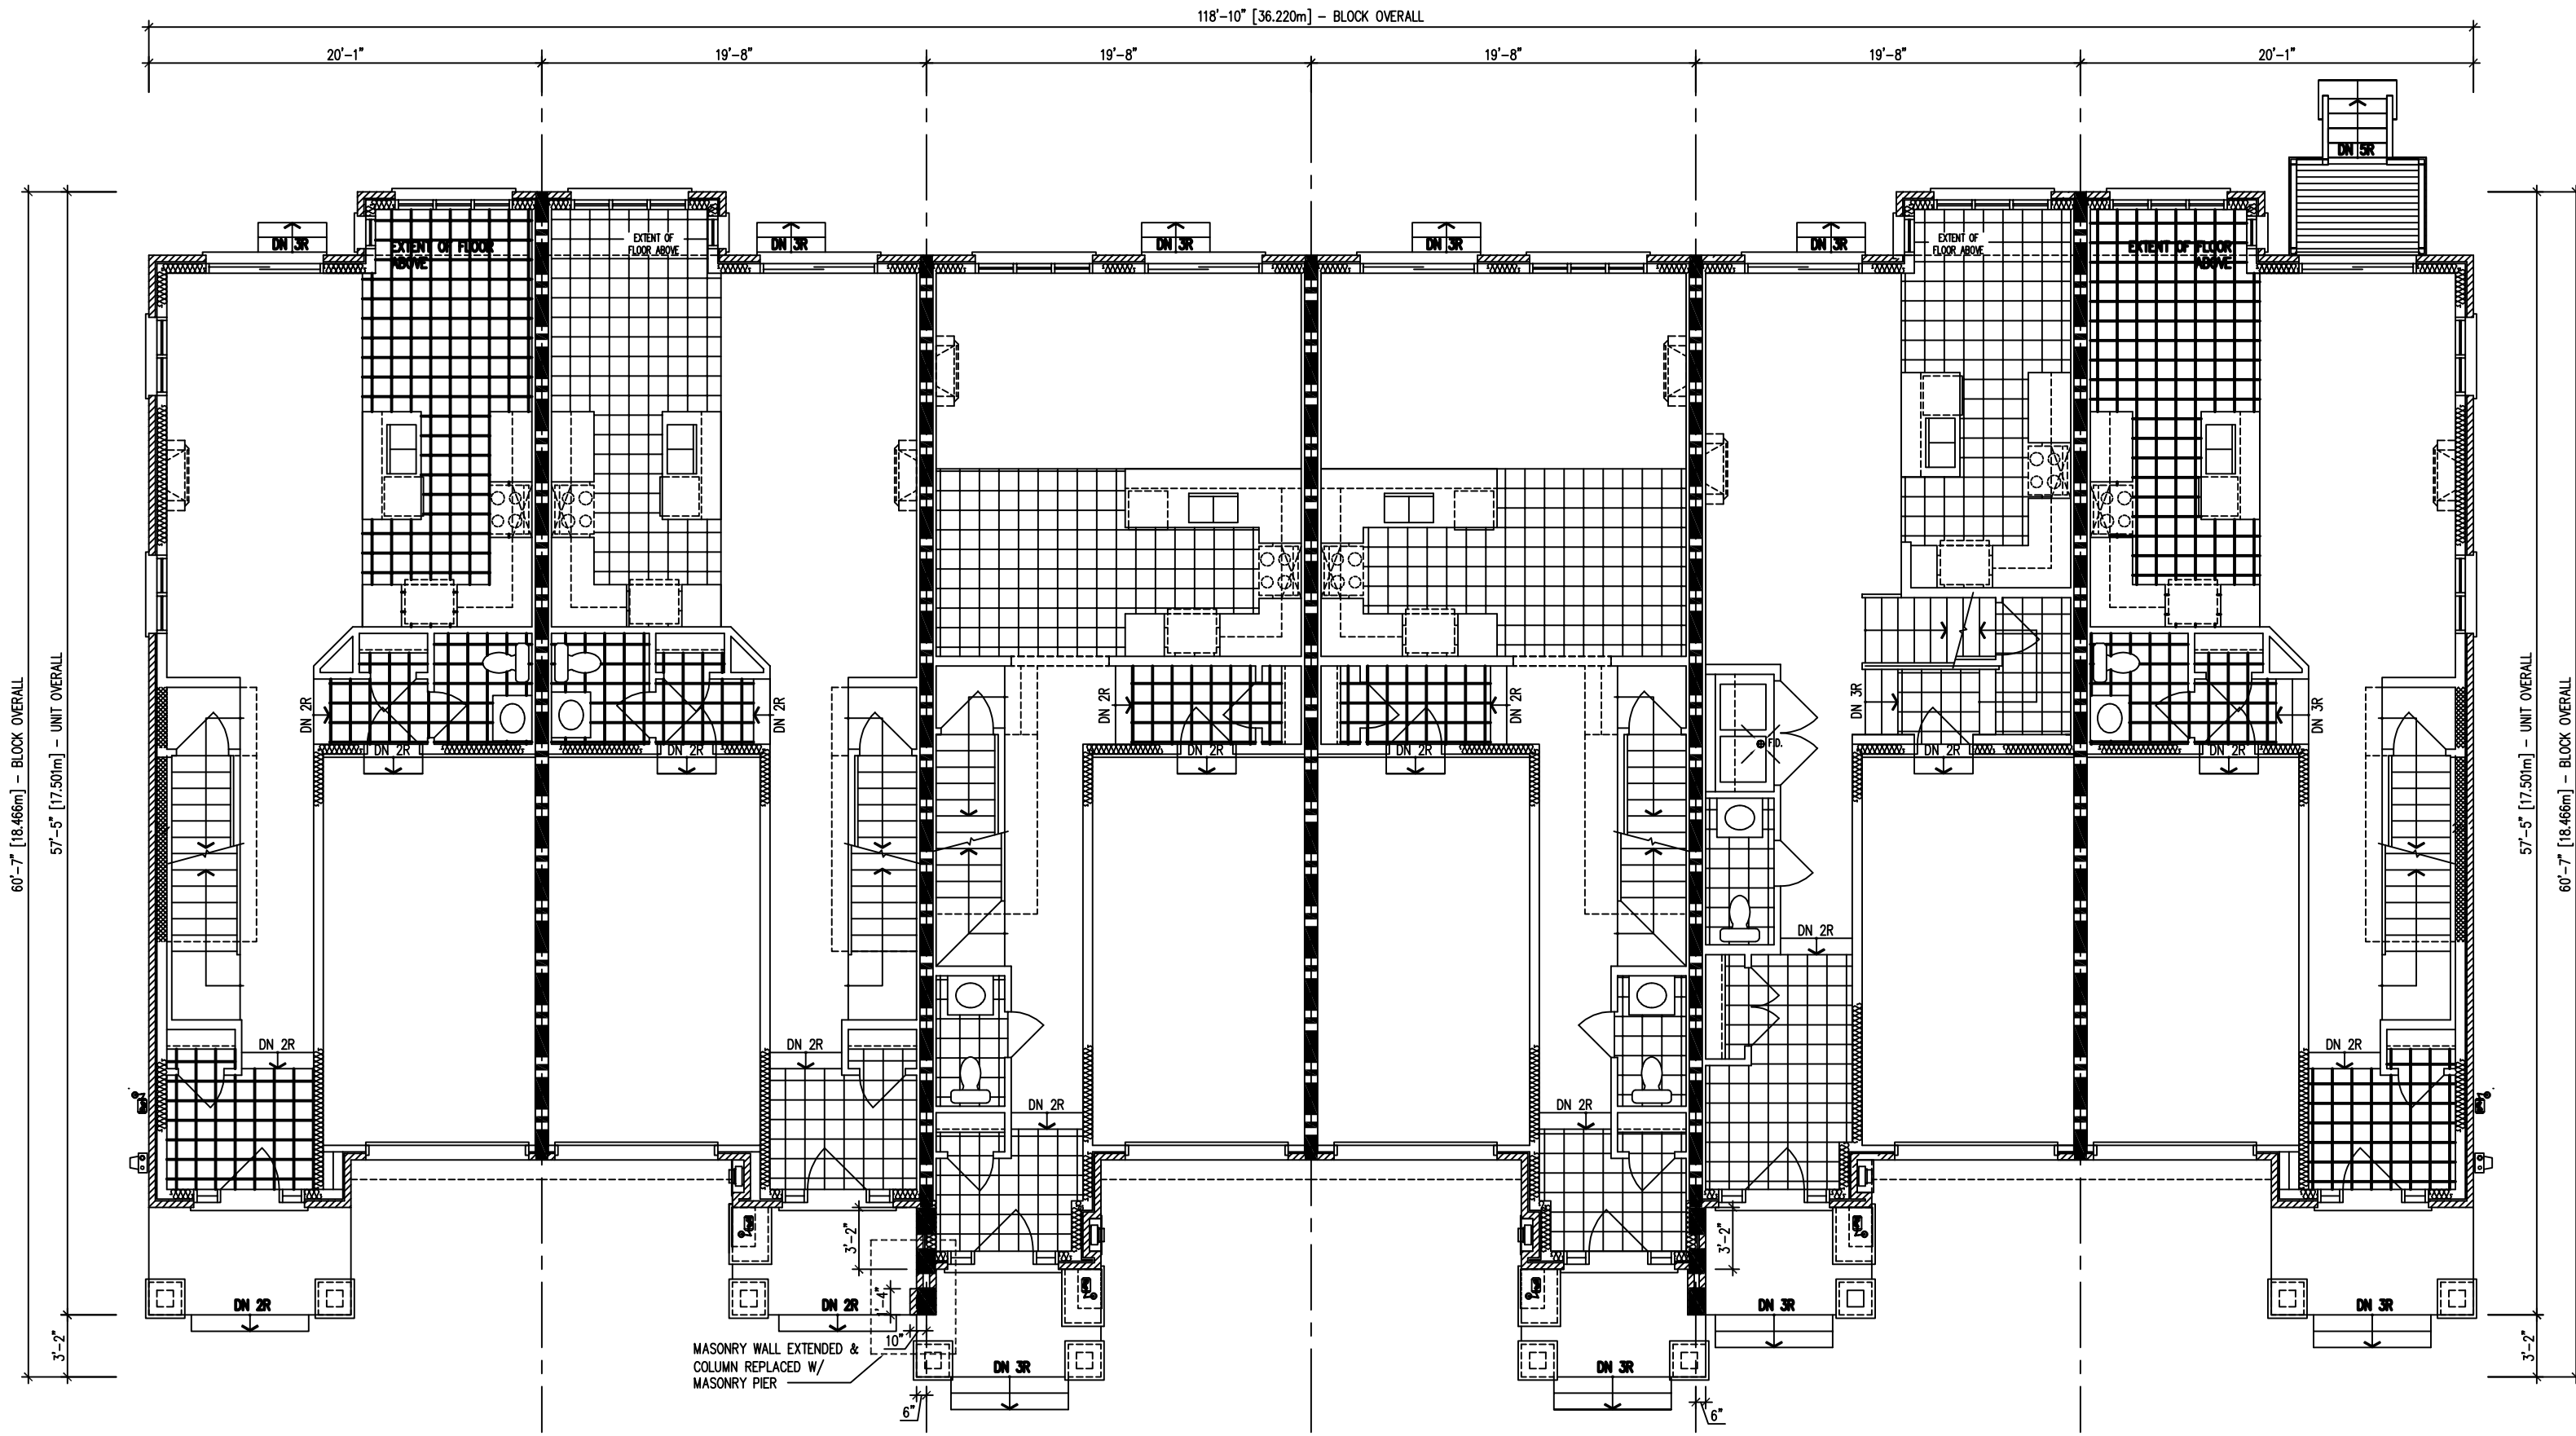 118'-10" [36.220m] - BLOCK OVERALL
20'-1"
19'-8"
19'-8"
19'-8"
19'-8"
20'-1"
DN 5R
DN 3R
EXTENT OF FLOOR
ABOVE
EXTENT OF
FLOOR ABOVE
DN 3R
DN 3R
DN 3R
DN 3R
EXTENT OF
FLOOR ABOVE
EXTENT OF FLOOR
ABOVE
60'-7" [18.466m] - BLOCK OVERALL
57'-5" [17.501m] - UNIT OVERALL
57'-5" [17.501m] - UNIT OVERALL
60'-7" [18.466m] - BLOCK OVERALL
DN 2R
DN 2R
DN 2R
DN 2R
DN 3R
DN 3R
F.D.
DN 2R
DN 2R
DN 2R
DN 2R
DN 2R
DN 2R
DN 2R
DN 2R
DN 2R
DN 2R
DN 2R
DN 2R
3'-2"
3'-2"
1'-4"
10"
DN 2R
DN 2R
DN 3R
DN 3R
3'-2"
3'-2"
MASONRY WALL EXTENDED &
COLUMN REPLACED W/
MASONRY PIER
DN 3R
DN 3R
6"
6"